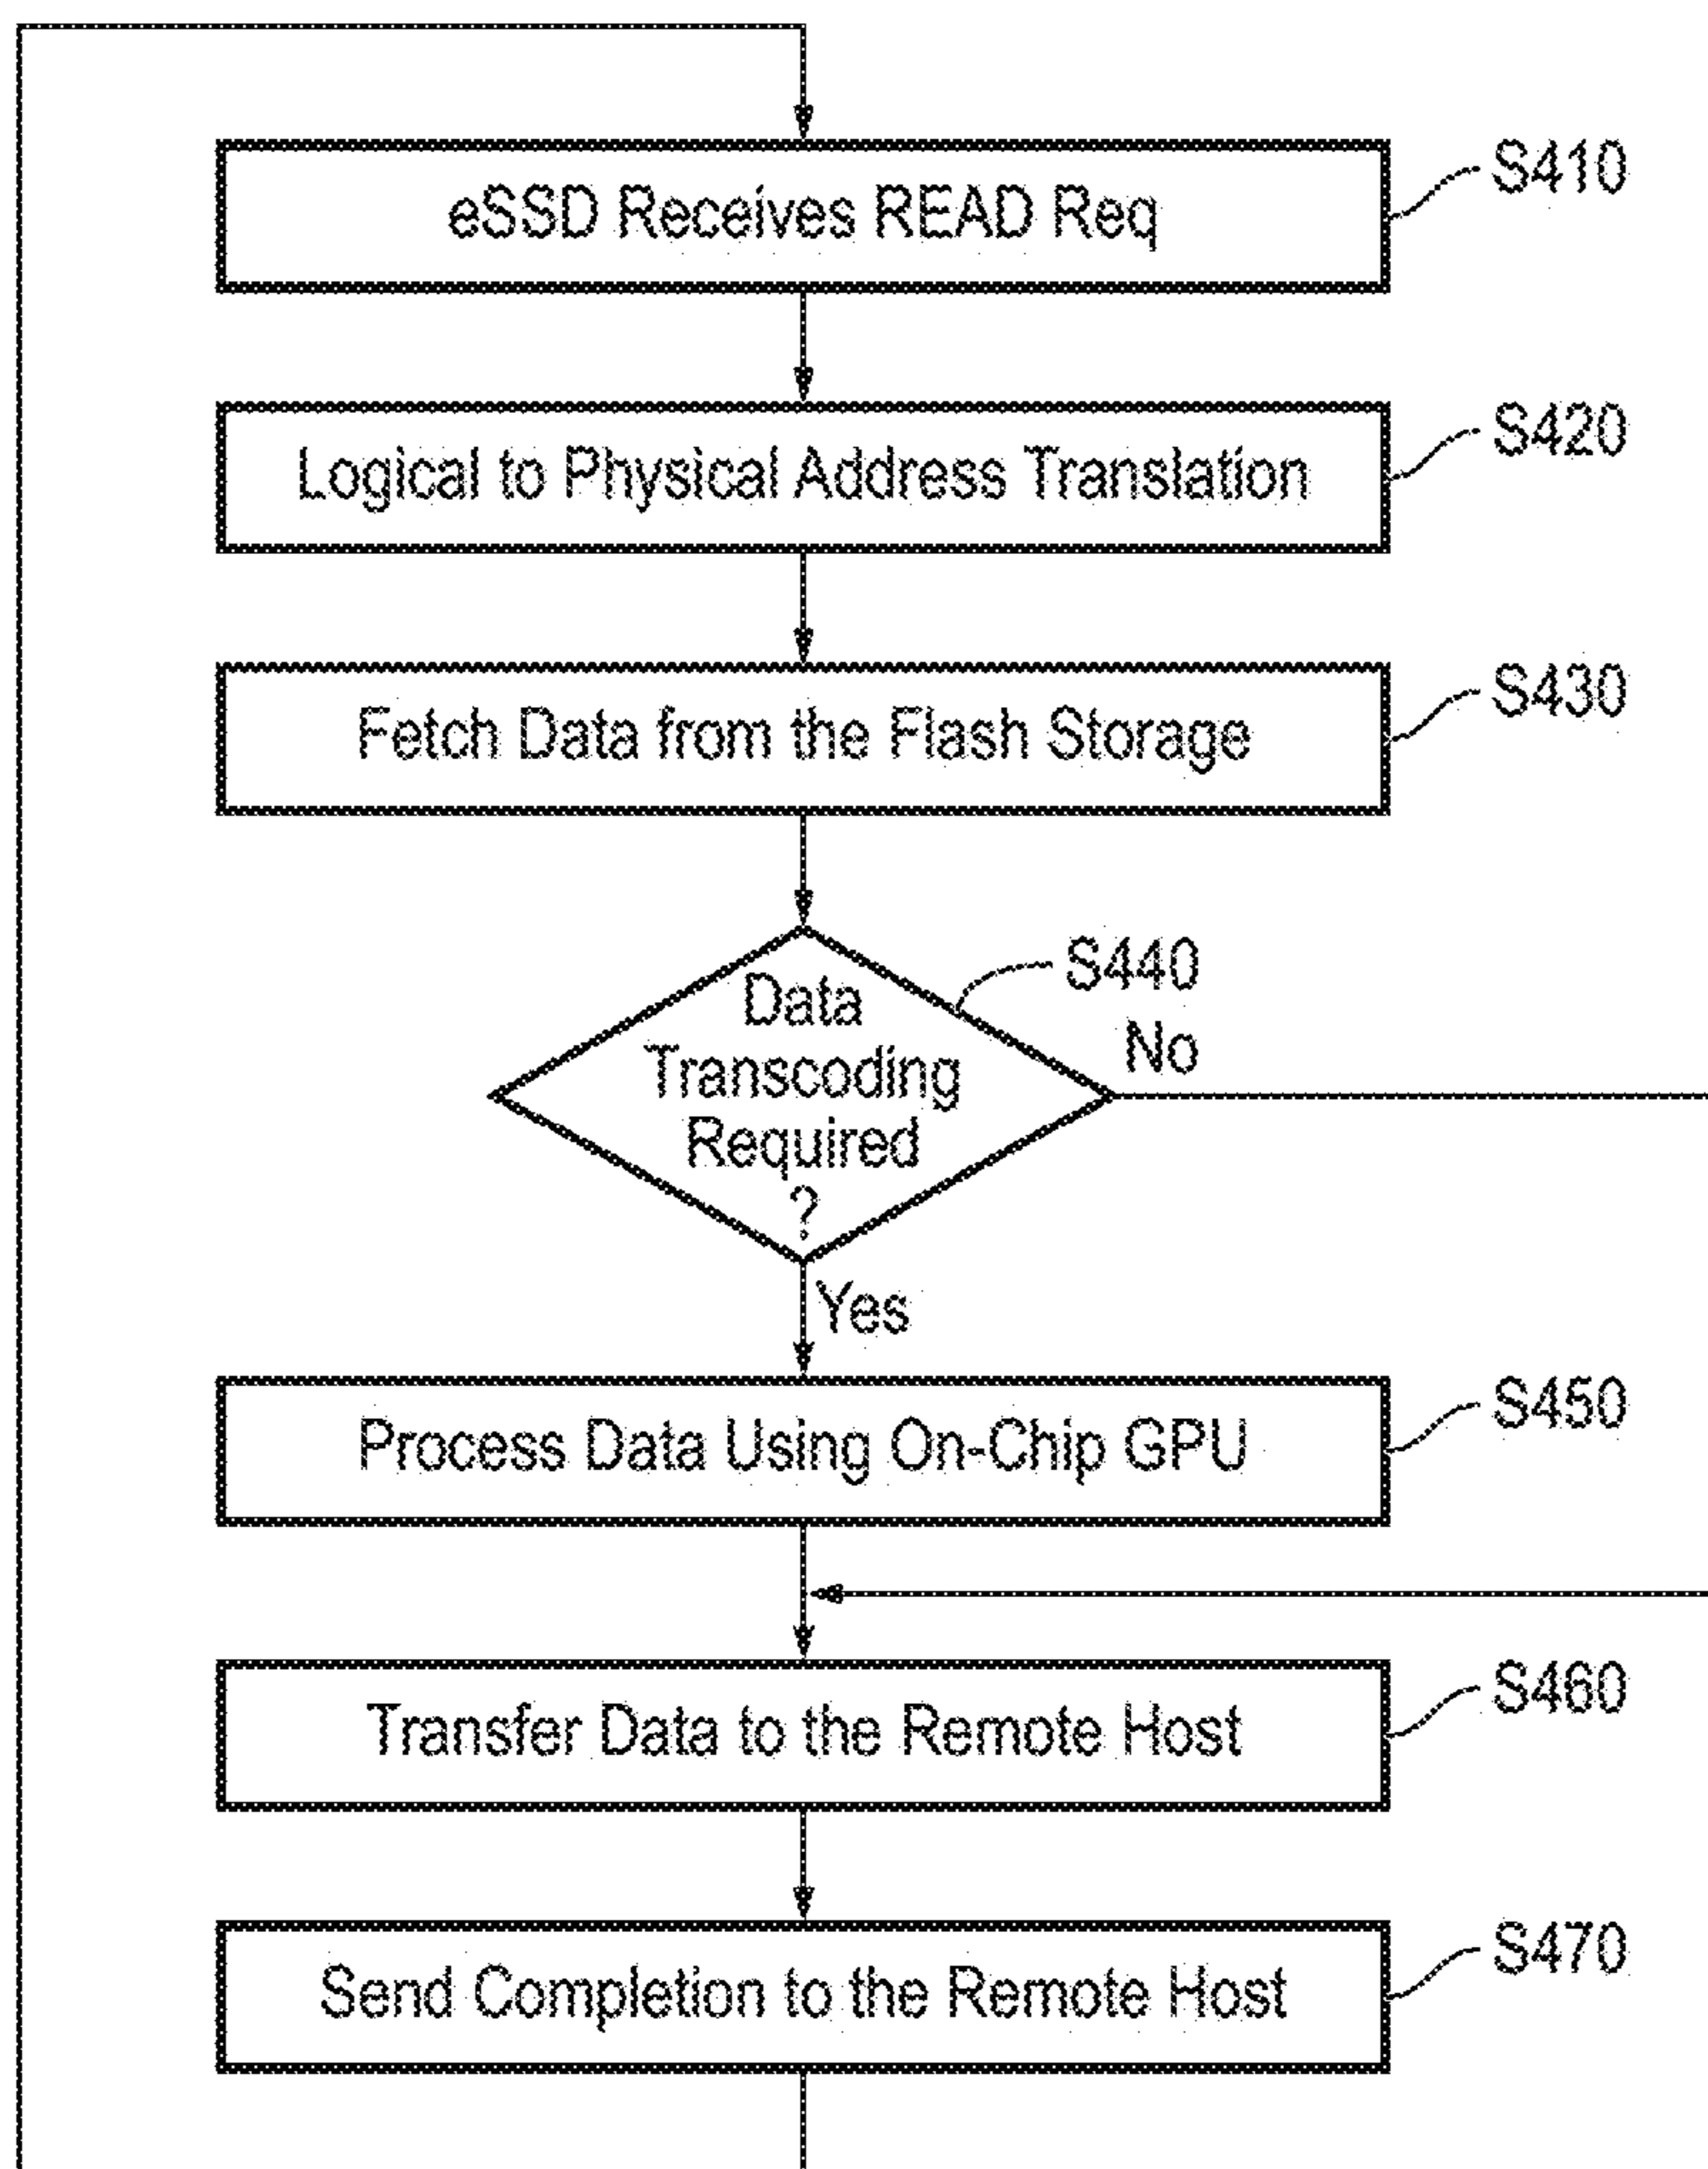 eSSD Receives READ Req
S410
Logical to Physical Address Translation
S420
Fetch Data from the Flash Storage
S430
S440
Data
Transcoding
Required
?
No
Yes
Process Data Using On-Chip GPU
S450
Transfer Data to the Remote Host
S460
Send Completion to the Remote Host
S470